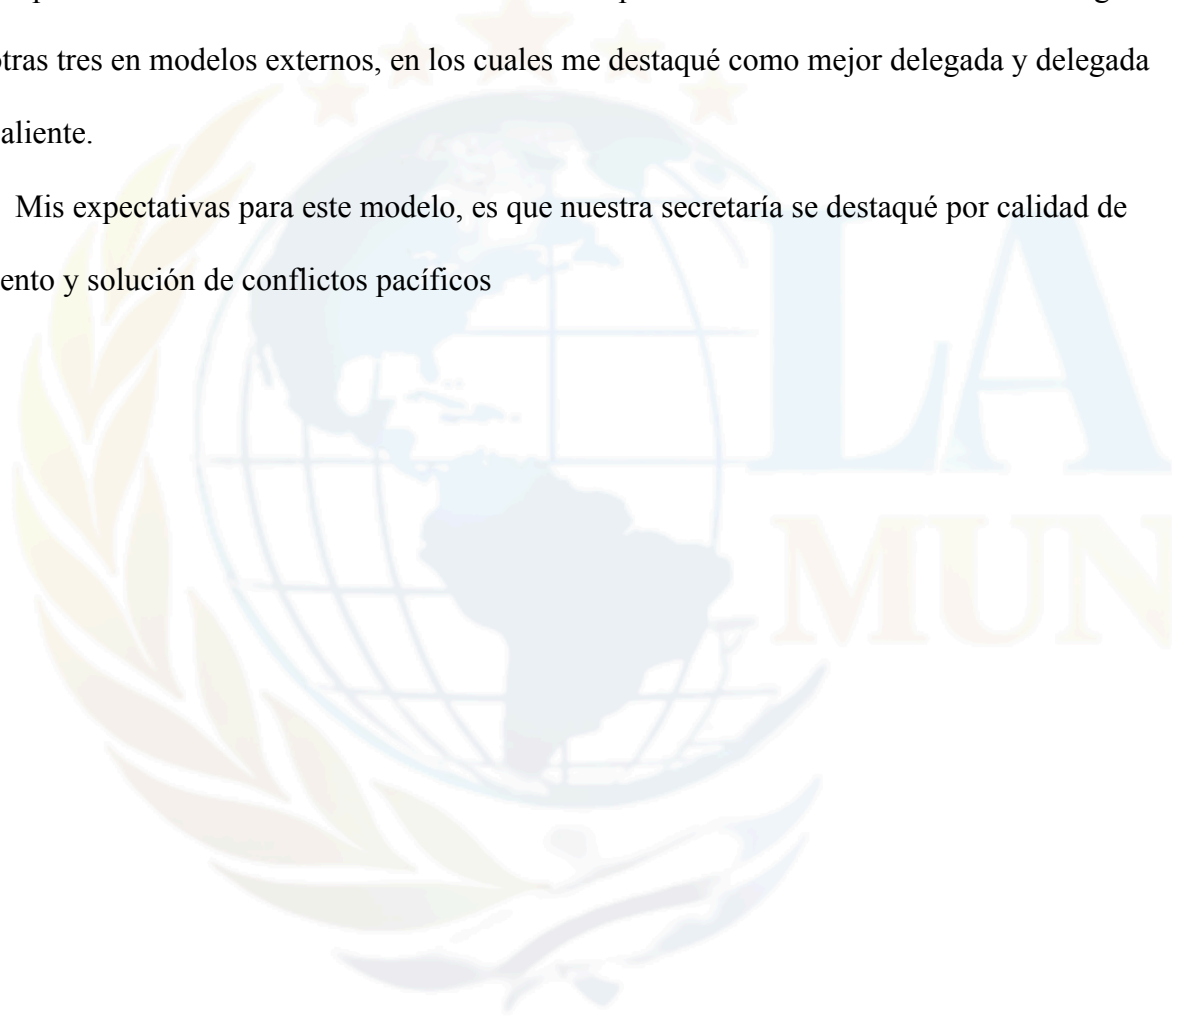 otras tres en modelos externos, en los cuales me destaqué como mejor delegada y delegada
aliente.
Mis expectativas para este modelo, es que nuestra secretaría se destaqué por calidad de
ento y solución de conflictos pacíficos
LA
MUN